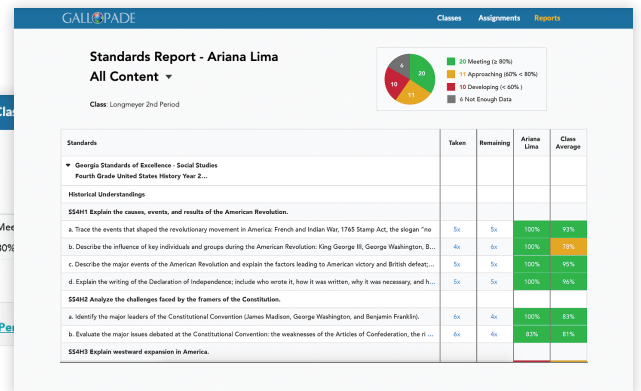 GALLOPADE
Classes Assignments Reports
Standards Report - Ariana Lima
All Content
Class: Longmeyer 2nd Period
4
20
10
11
20 Meeting (≥ 80%)
11 Approaching (60% < 80%)
10 Developing (< 60% )
6 Not Enough Data
Standards Taken Remaining Ariana Lima Class Average
Georgia Standards of Excellence - Social Studies
Fourth Grade United States History Year 2...
Historical Understandings
SS4H1 Explain the causes, events, and results of the American Revolution.
a. Trace the events that shaped the revolutionary movement in America: French and Indian War, 1765 Stamp Act, the slogan "no 5x 5x 100% 93%
b. Describe the influence of key individuals and groups during the American Revolution: King George III, George Washington, B... 4x 6x 100% 78%
c. Describe the major events of the American Revolution and explain the factors leading to American victory and British defeat;... 5x 5x 100% 95%
d. Explain the writing of the Declaration of Independence; include who wrote it, how it was written, why it was necessary, and h... 5x 5x 100% 96%
SS4H2 Analyze the challenges faced by the framers of the Constitution.
a. Identify the major leaders of the Constitutional Convention (James Madison, George Washington, and Benjamin Franklin). 6x 4x 100% 83%
b. Evaluate the major issues debated at the Constitutional Convention: the weaknesses of the Articles of Confederation, the ri ... 6x 4x 83% 81%
SS4H3 Explain westward expansion in America.